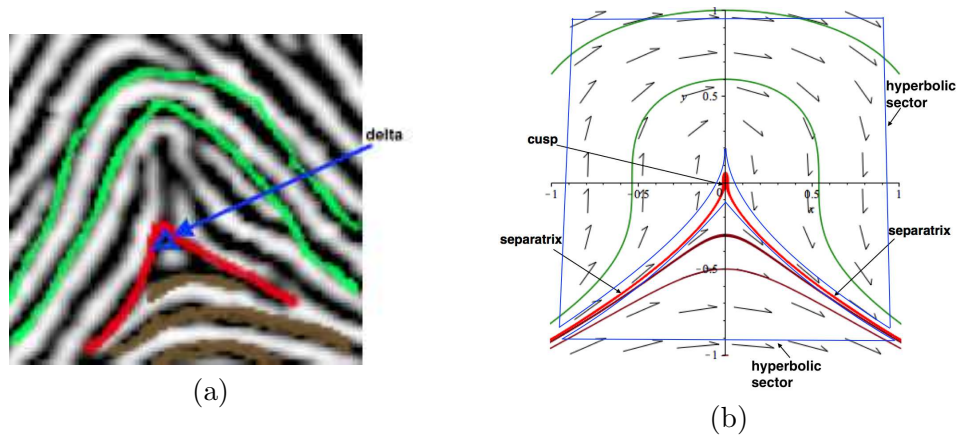 delta
(a)
1
hyperbolic
sector
y
0.5
cusp
-1
-0.5
0
0.5
1
x
separatrix
separatrix
-0.5
-1
hyperbolic
sector
(b)